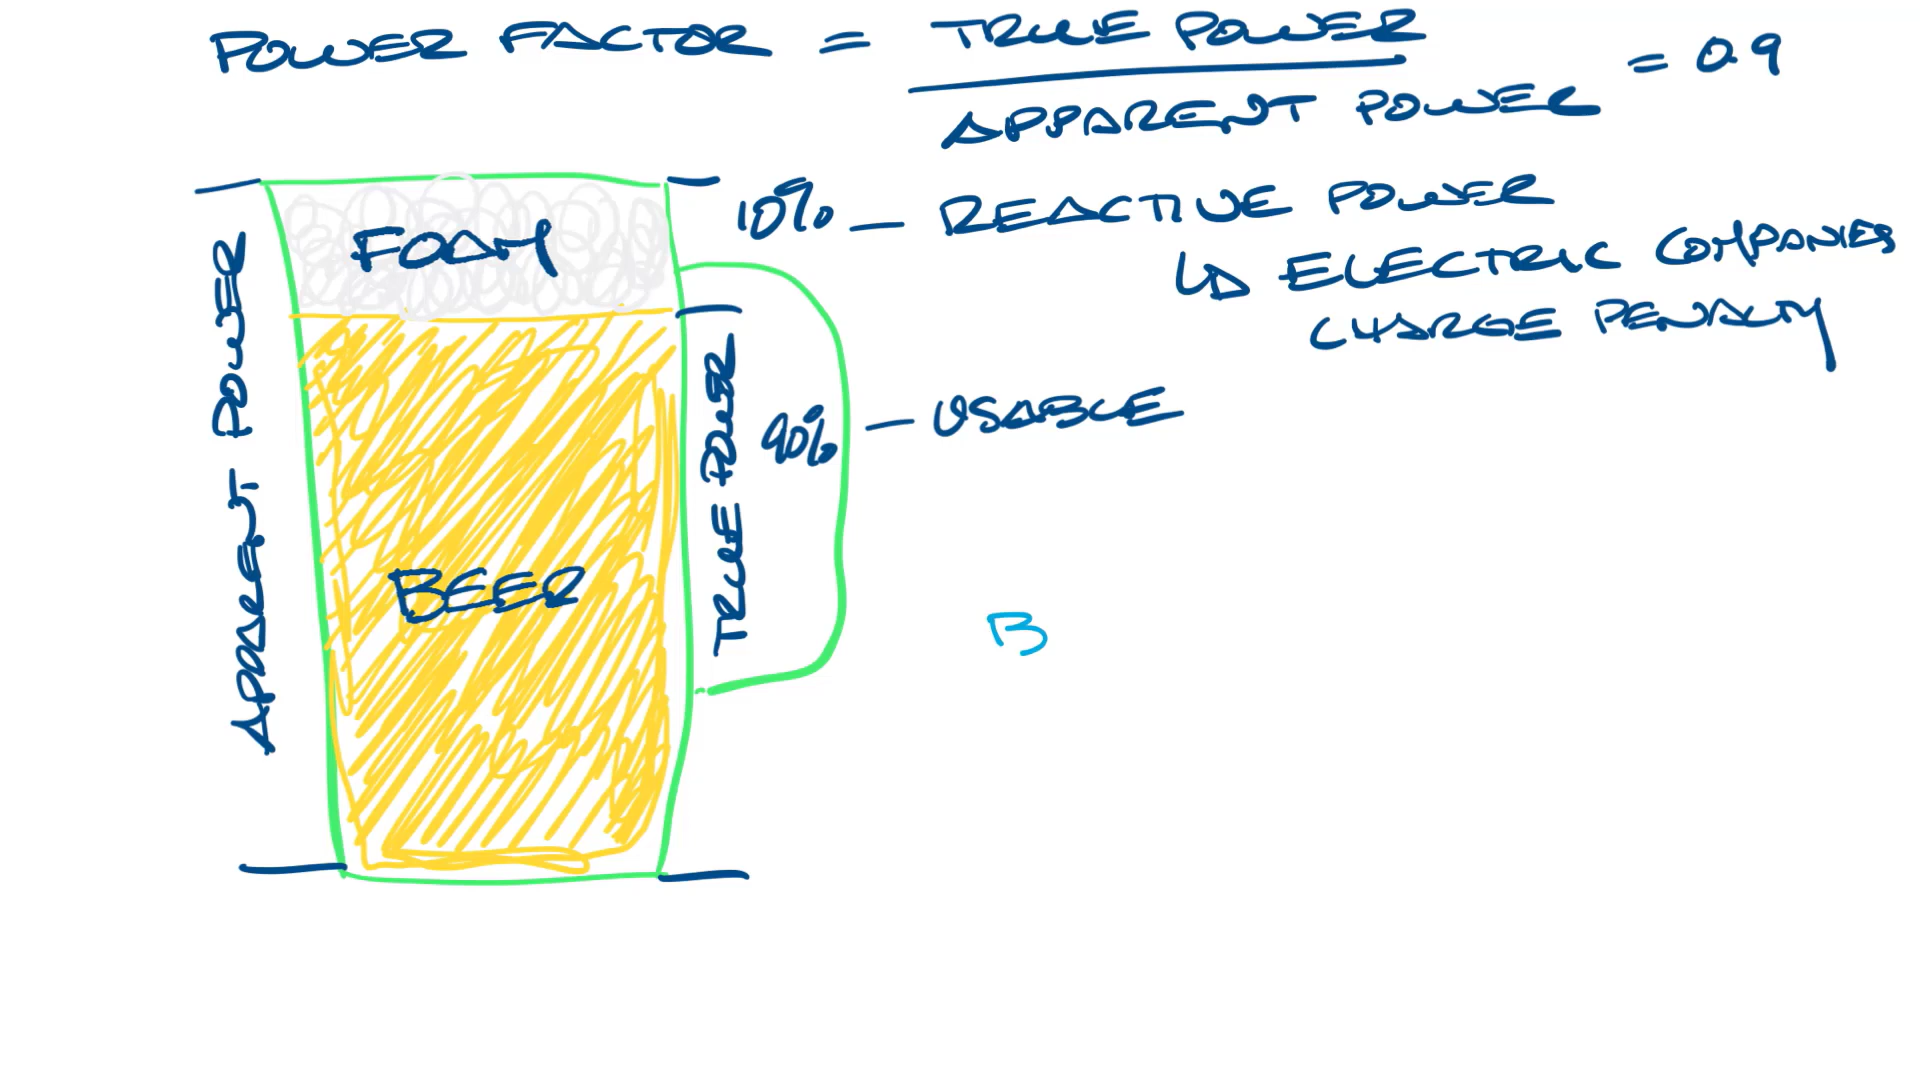 POWER FACTOR = TRUE POWER / APPARENT POWER = 0.9
10% — REACTIVE POWER
↳ ELECTRIC COMPANIES
CHARGE PENALTY
FOAM
APPARENT POWER
TRUE POWER
90% — USABLE
BEER
B